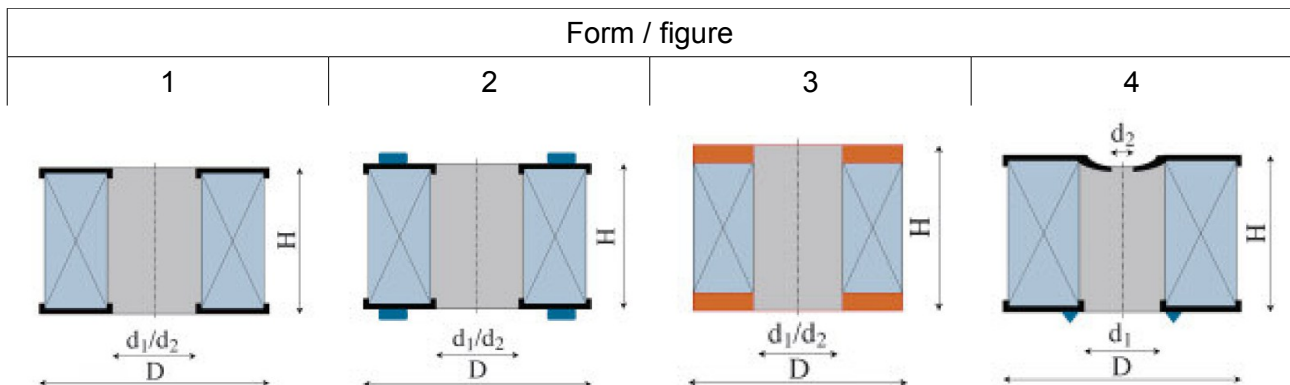 Form / figure
1 2 3 4
d₂
H H H H
d₁/d₂ d₁/d₂ d₁/d₂ d₁
D D D D